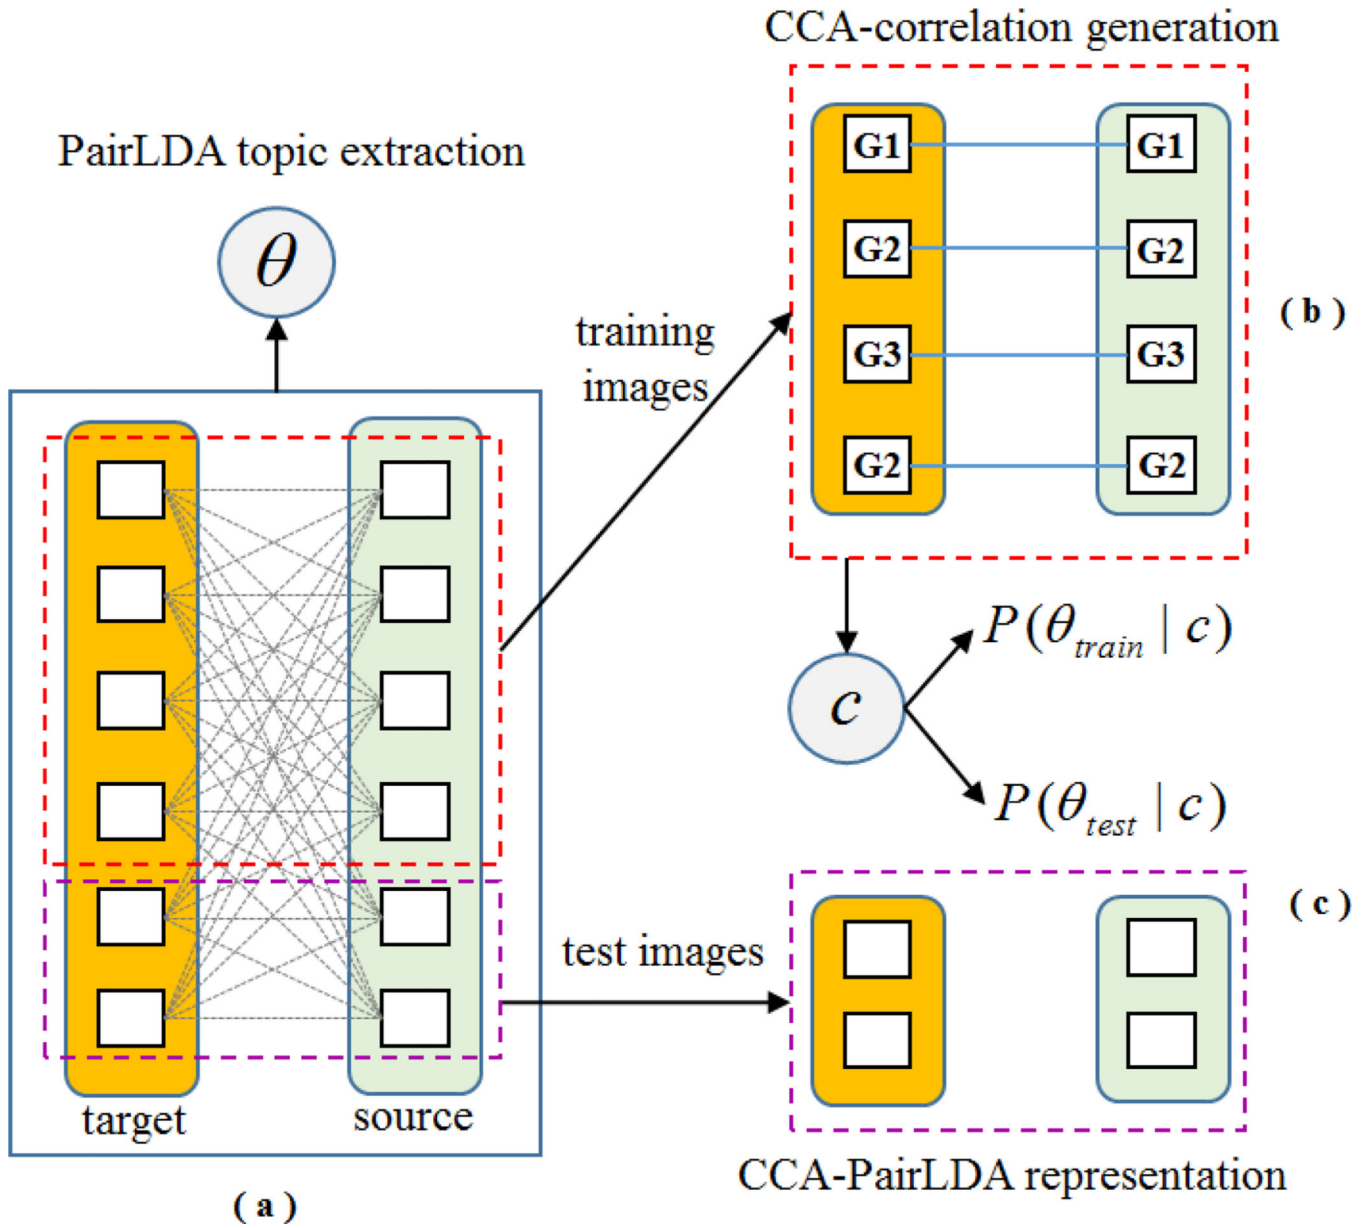 CCA-correlation generation
PairLDA topic extraction
θ
training
images
target
source
( a )
G1
G1
G2
G2
G3
G3
G2
G2
( b )
c
P(θtrain | c)
P(θtest | c)
test images
( c )
CCA-PairLDA representation